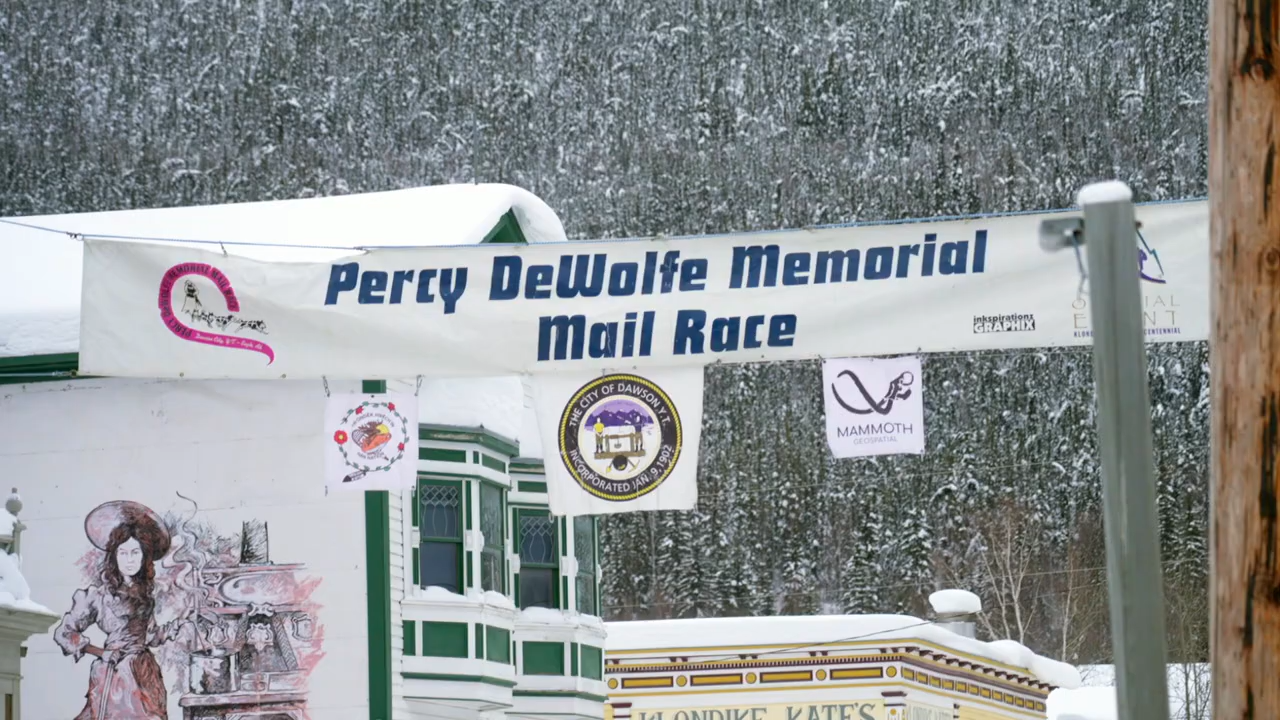 Percy DeWolfe Memorial
Mail Race
inkspirationz
GRAPHIX
THE CITY OF DAWSON, Y.T.
INCORPORATED JAN. 9, 1902
MAMMOTH
GEOSPATIAL
KLONDIKE KATE'S